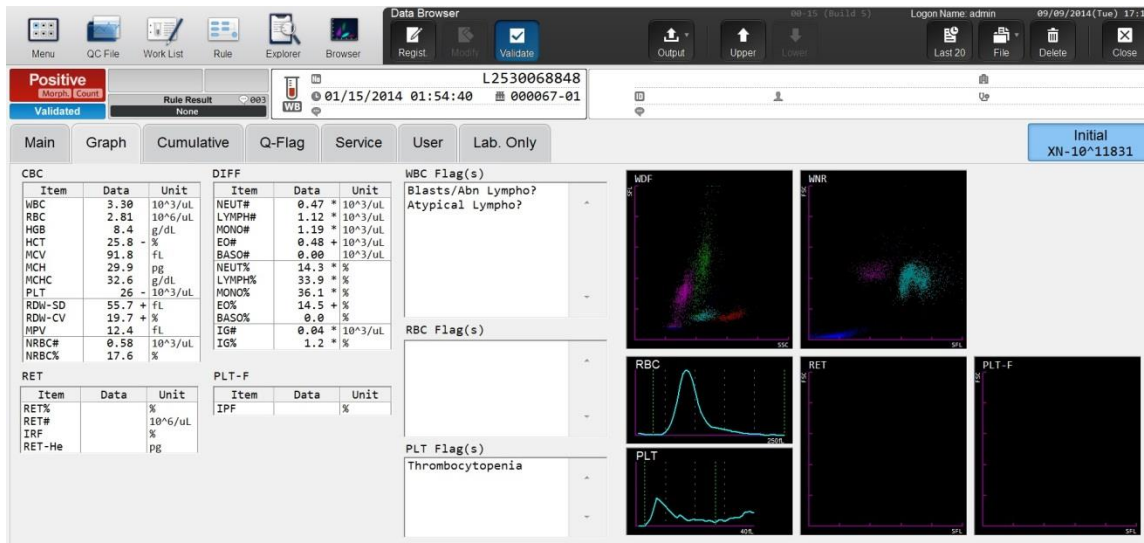 Data Browser
00-15 (Build 5) Logon Name: admin 09/09/2014(Tue) 17:1
Menu QC File Work List Rule Explorer Browser Regist. Modify Validate Output Upper Lower Last 20 File Delete Close
Positive
Morph. Count
Validated
Rule Result 003
None
WB
L2530068848
01/15/2014 01:54:40 000067-01
Main Graph Cumulative Q-Flag Service User Lab. Only
Initial
XN-10^11831
CBC
Item Data Unit
WBC 3.30 10^3/uL
RBC 2.81 10^6/uL
HGB 8.4 g/dL
HCT 25.8 - %
MCV 91.8 fL
MCH 29.9 pg
MCHC 32.6 g/dL
PLT 26 - 10^3/uL
RDW-SD 55.7 + fL
RDW-CV 19.7 + %
MPV 12.4 fL
NRBC# 0.58 10^3/uL
NRBC% 17.6 %
DIFF
Item Data Unit
NEUT# 0.47 * 10^3/uL
LYMPH# 1.12 * 10^3/uL
MONO# 1.19 * 10^3/uL
EO# 0.48 + 10^3/uL
BASO# 0.00 10^3/uL
NEUT% 14.3 * %
LYMPH% 33.9 * %
MONO% 36.1 * %
EO% 14.5 + %
BASO% 0.0 %
IG# 0.04 * 10^3/uL
IG% 1.2 * %
RET
Item Data Unit
RET% %
RET# 10^6/uL
IRF %
RET-He pg
PLT-F
Item Data Unit
IPF %
WBC Flag(s)
Blasts/Abn Lympho?
Atypical Lympho?
RBC Flag(s)
PLT Flag(s)
Thrombocytopenia
WDF
SFL
SSC
WNR
FSC
SFL
RBC
250fL
RET
FSC
SFL
PLT-F
FSC
SFL
PLT
40fL